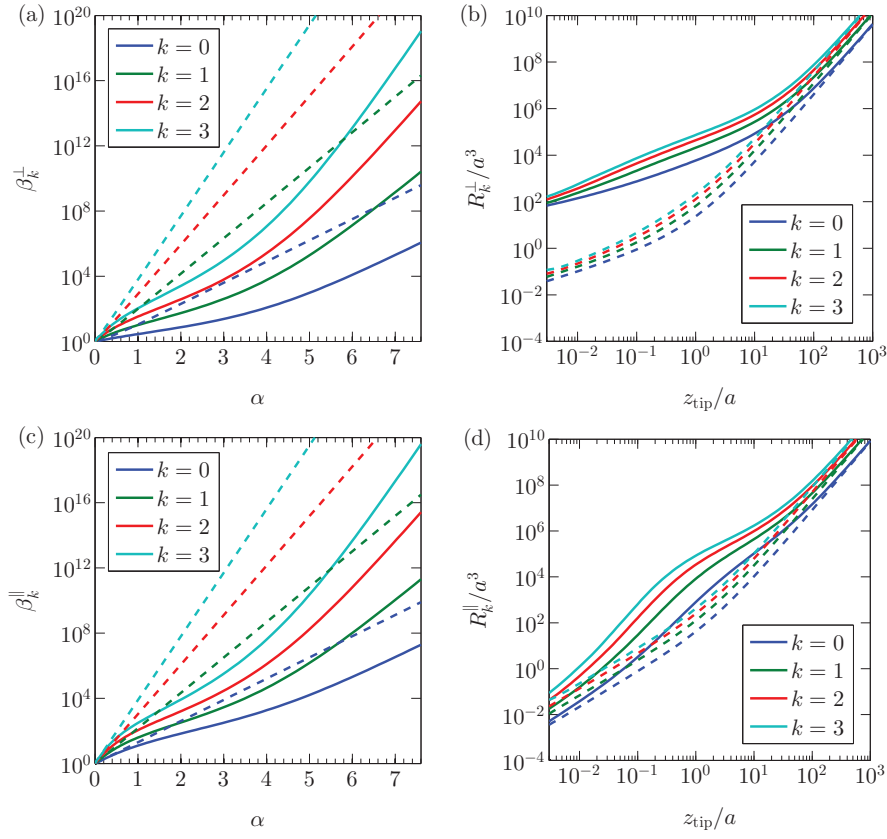 (a)
10^20
10^16
10^12
10^8
10^4
10^0
β_k^⊥
k = 0
k = 1
k = 2
k = 3
0 1 2 3 4 5 6 7
α
(b)
10^10
10^8
10^6
10^4
10^2
10^0
10^−2
10^−4
R_k^⊥/a^3
k = 0
k = 1
k = 2
k = 3
10^−2 10^−1 10^0 10^1 10^2 10^3
z_tip/a
(c)
10^20
10^16
10^12
10^8
10^4
10^0
β_k^∥
k = 0
k = 1
k = 2
k = 3
0 1 2 3 4 5 6 7
α
(d)
10^10
10^8
10^6
10^4
10^2
10^0
10^−2
10^−4
R_k^∥/a^3
k = 0
k = 1
k = 2
k = 3
10^−2 10^−1 10^0 10^1 10^2 10^3
z_tip/a